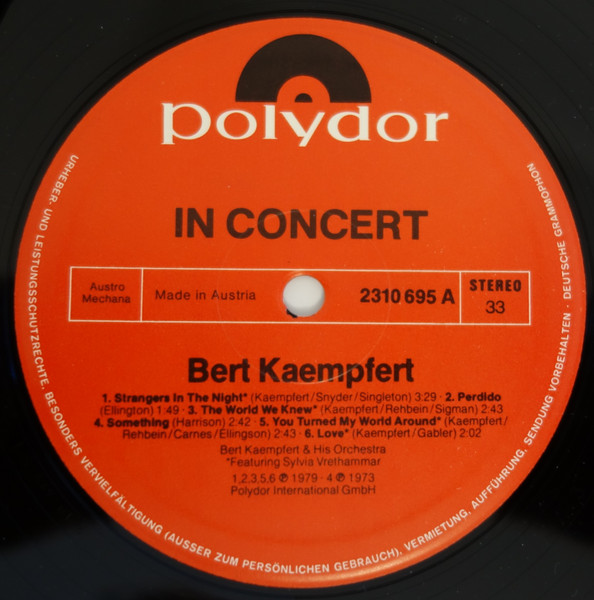 polydor
IN CONCERT
Austro
Mechana
Made in Austria
2310 695 A
STEREO
33
Bert Kaempfert
1. Strangers In The Night* (Kaempfert/Snyder/Singleton) 3:29 · 2. Perdido
(Ellington) 1:49 · 3. The World We Knew* (Kaempfert/Rehbein/Sigman) 2:43
4. Something (Harrison) 2:42 · 5. You Turned My World Around* (Kaempfert/
Rehbein/Carnes/Ellingson) 2:43 · 6. Love* (Kaempfert/Gabler) 2:02
Bert Kaempfert & His Orchestra
*Featuring Sylvia Vrethammar
1,2,3,5,6 ℗ 1979 · 4 ℗ 1973
Polydor International GmbH
URHEBER- UND LEISTUNGSSCHUTZRECHTE. BESONDERS VERVIELFÄLTIGUNG (AUSSER ZUM PERSÖNLICHEN GEBRAUCH), VERMIETUNG, AUFFÜHRUNG, SENDUNG VORBEHALTEN · DEUTSCHE GRAMMOPHON